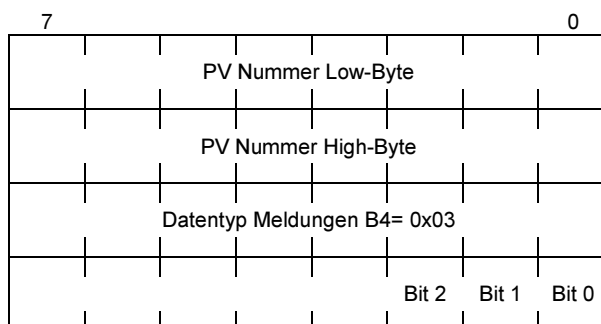 7 0
PV Nummer Low-Byte
PV Nummer High-Byte
Datentyp Meldungen B4= 0x03
Bit 2 Bit 1 Bit 0